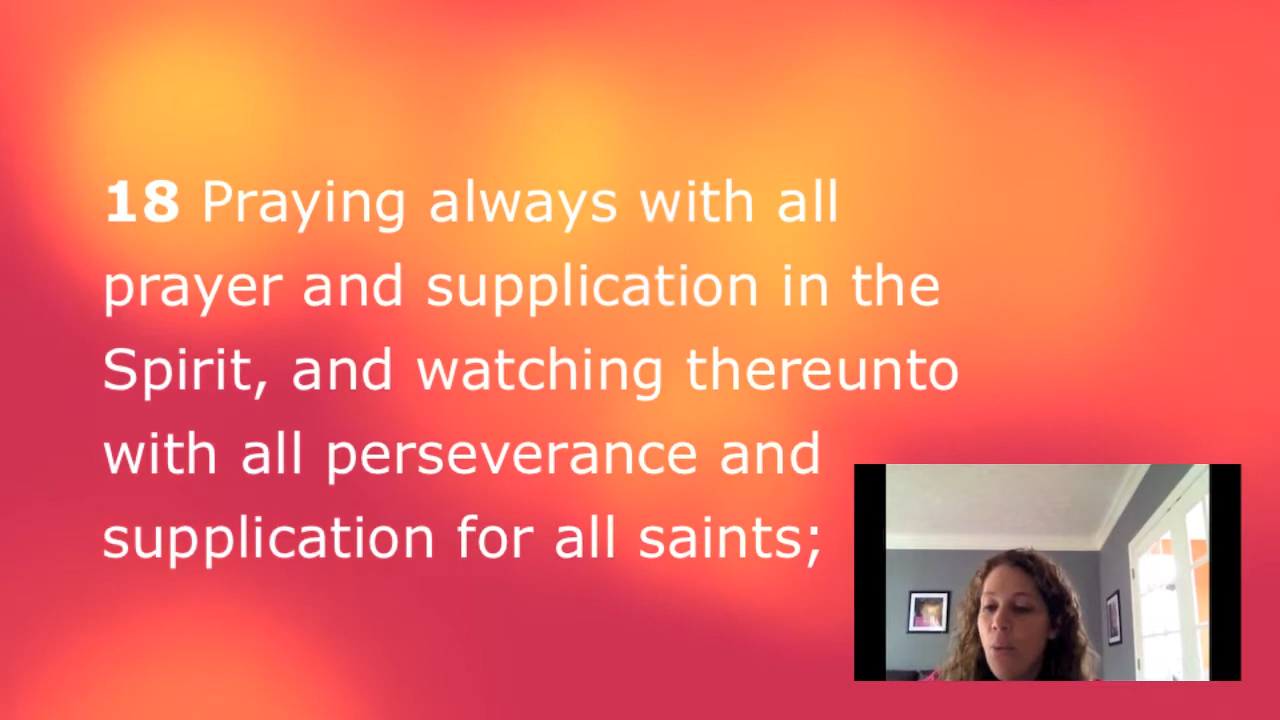 18 Praying always with all
prayer and supplication in the
Spirit, and watching thereunto
with all perseverance and
supplication for all saints;